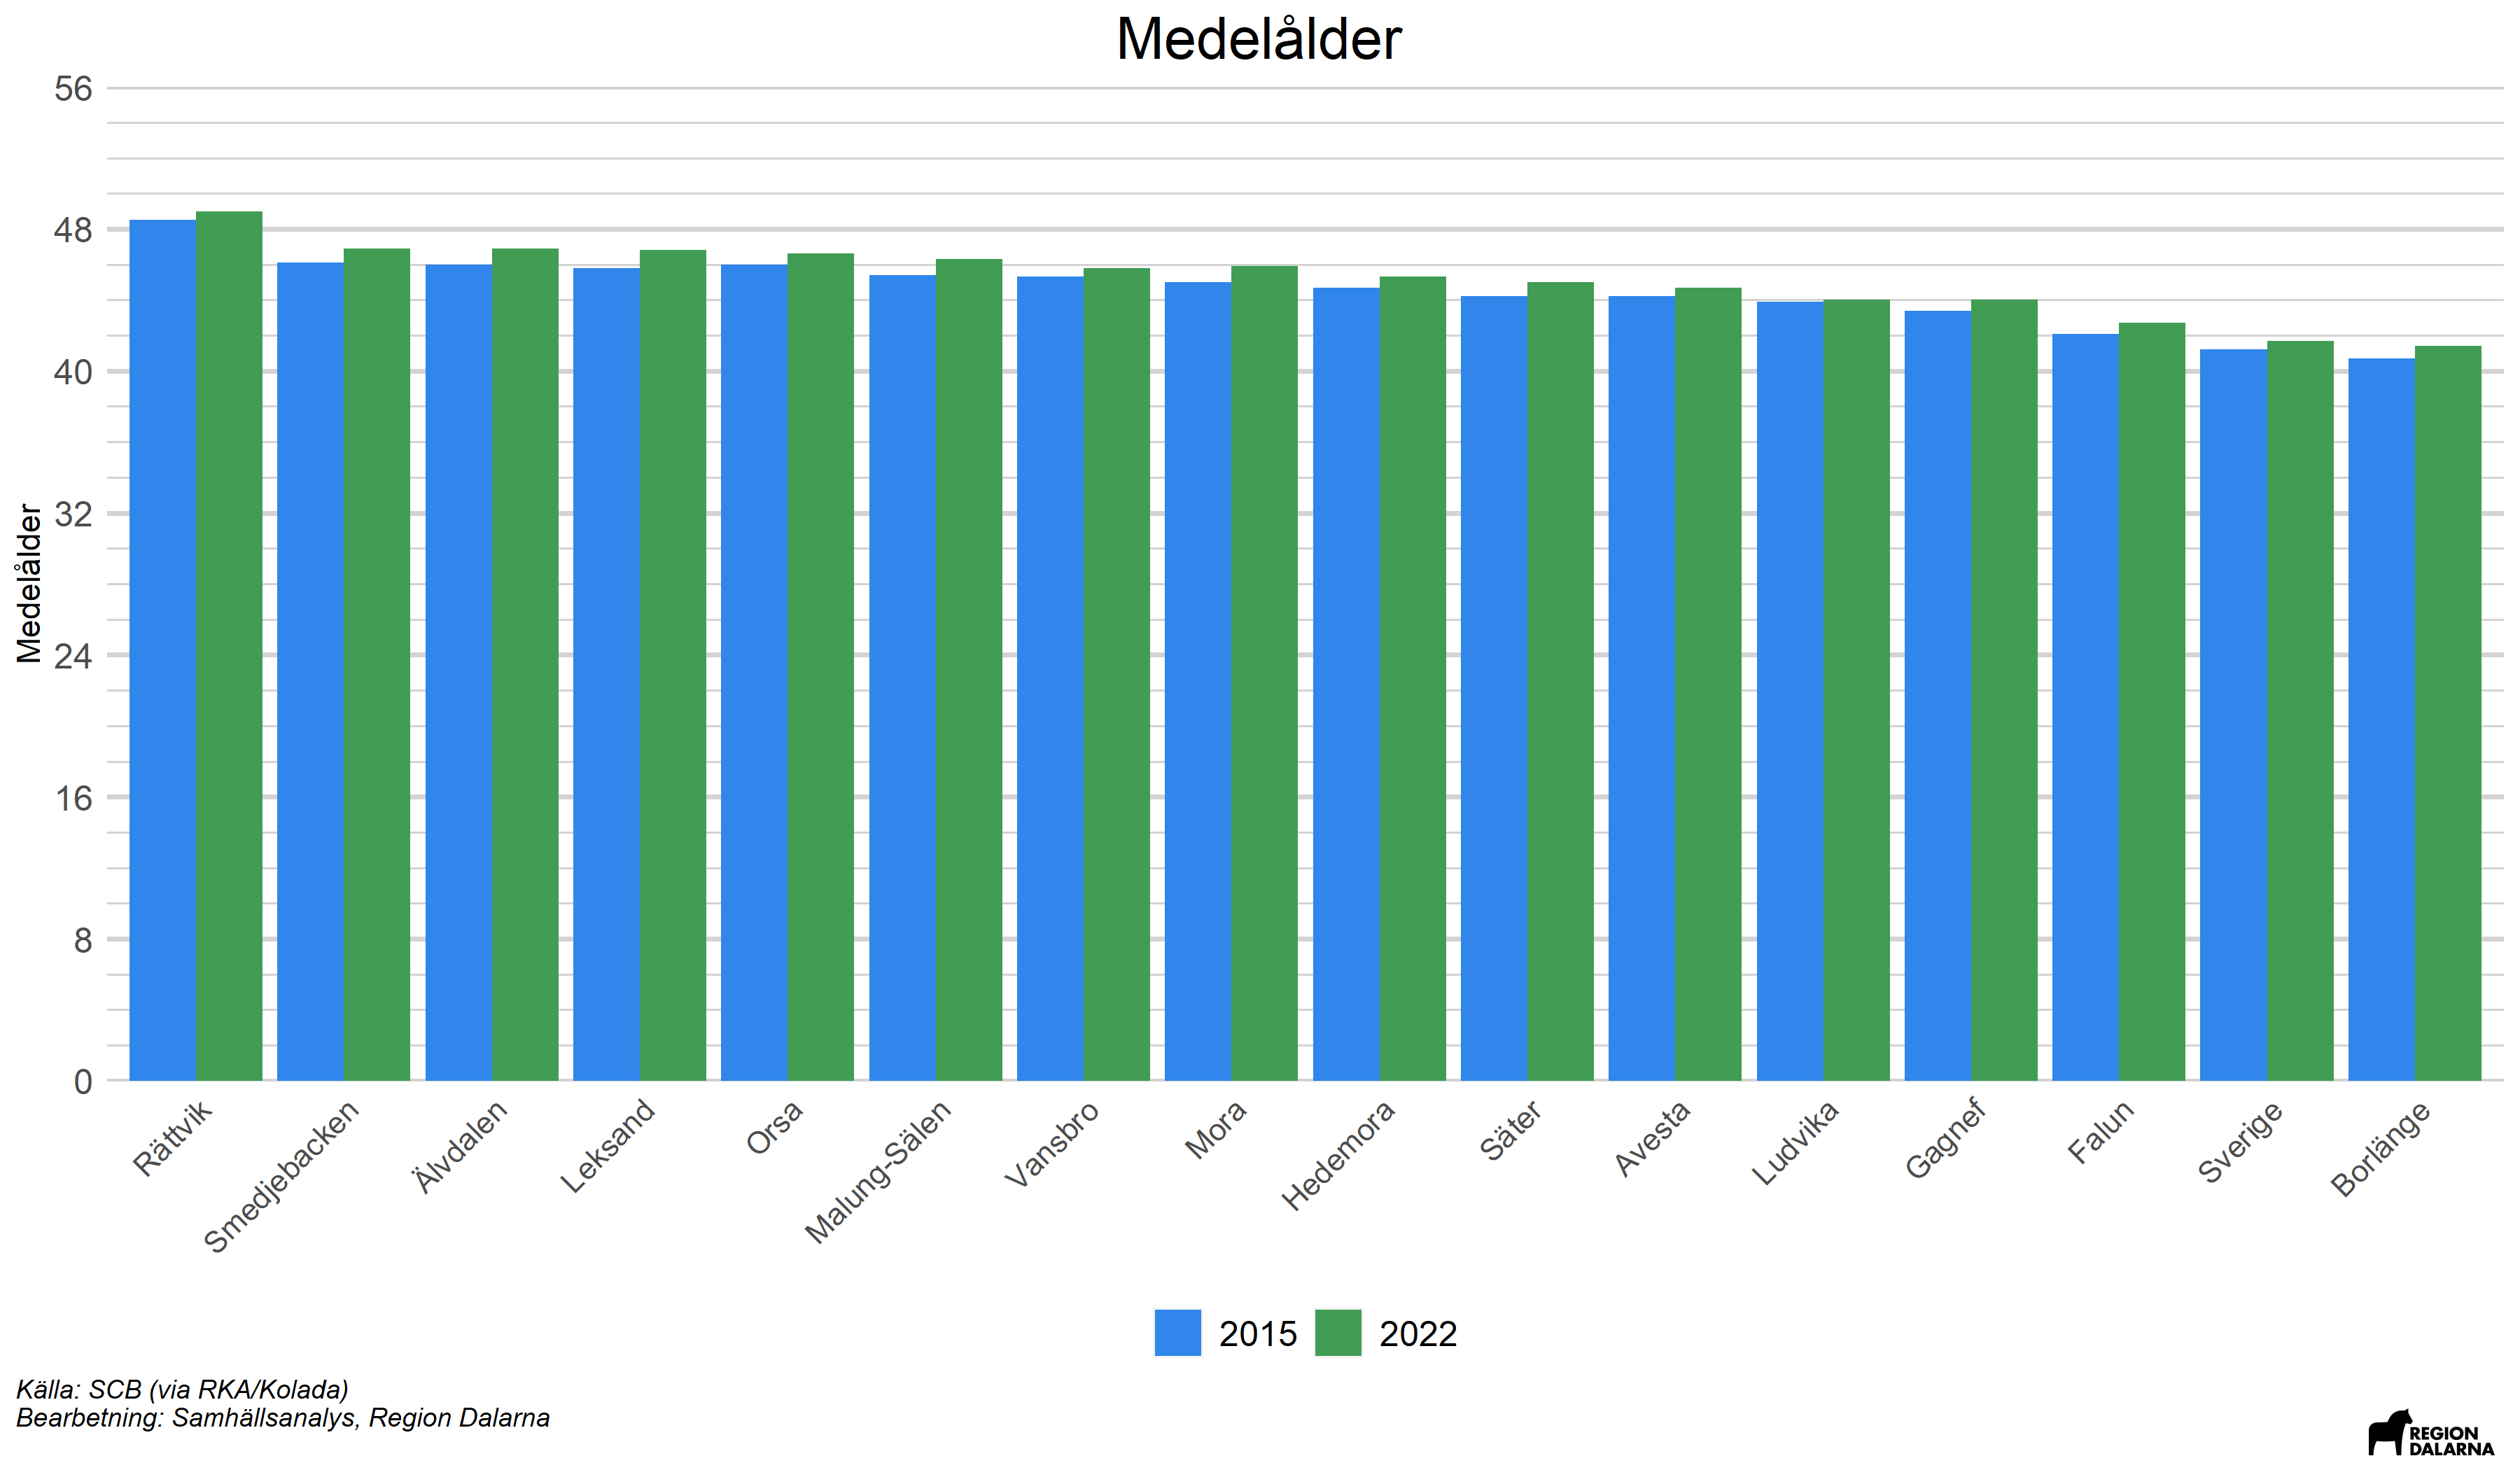 Medelålder
56
48
40
32
24
16
8
0
Medelålder
Rättvik
Smedjebacken
Älvdalen
Leksand
Orsa
Malung-Sälen
Vansbro
Mora
Hedemora
Säter
Avesta
Ludvika
Gagnef
Falun
Sverige
Borlänge
2015
2022
Källa: SCB (via RKA/Kolada)
Bearbetning: Samhällsanalys, Region Dalarna
REGION
DALARNA